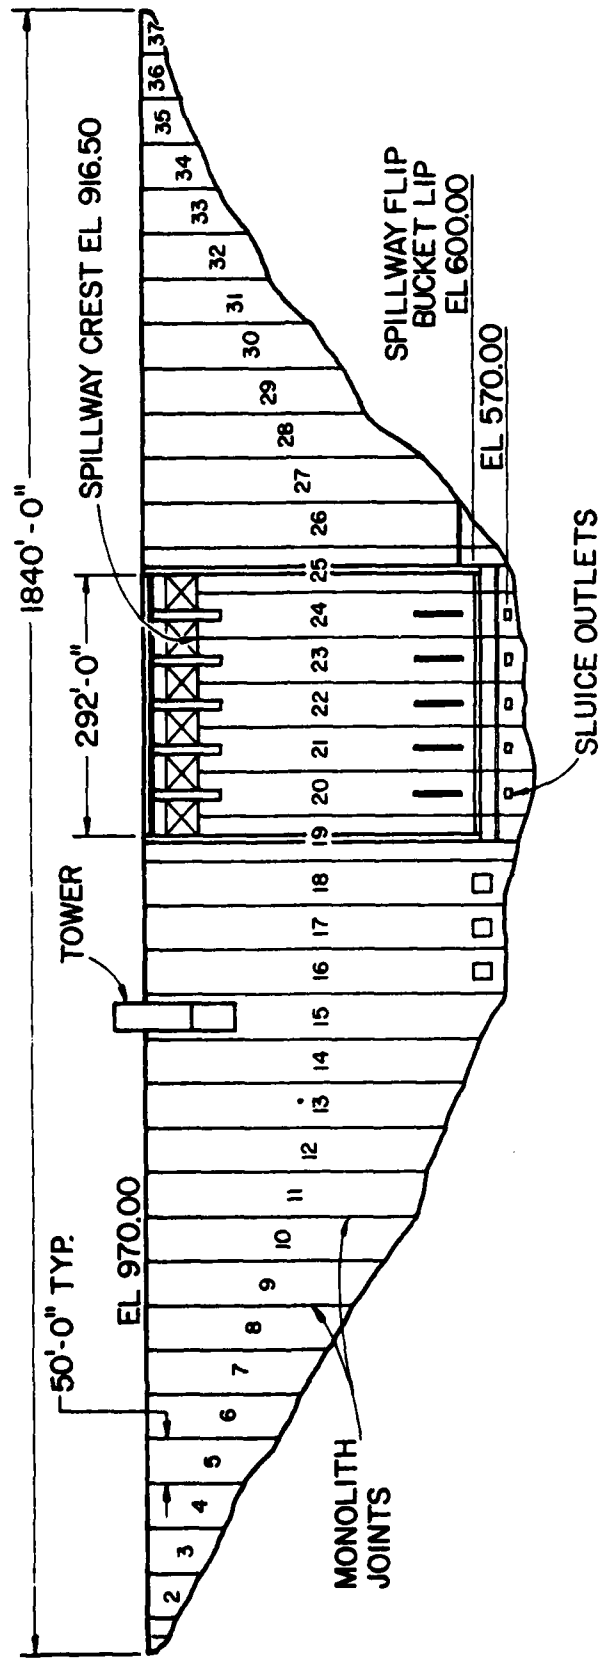 1840'-0"
292'-0"
TOWER
SPILLWAY CREST EL 916.50
50'-0" TYP.
EL 970.00
2 3 4 5 6 7 8 9 10 11 12 13 14 15 16 17 18 19 20 21 22 23 24 25 26 27 28 29 30 31 32 33 34 35 36 37
MONOLITH
JOINTS
SPILLWAY FLIP
BUCKET LIP
EL 600.00
EL 570.00
SLUICE OUTLETS